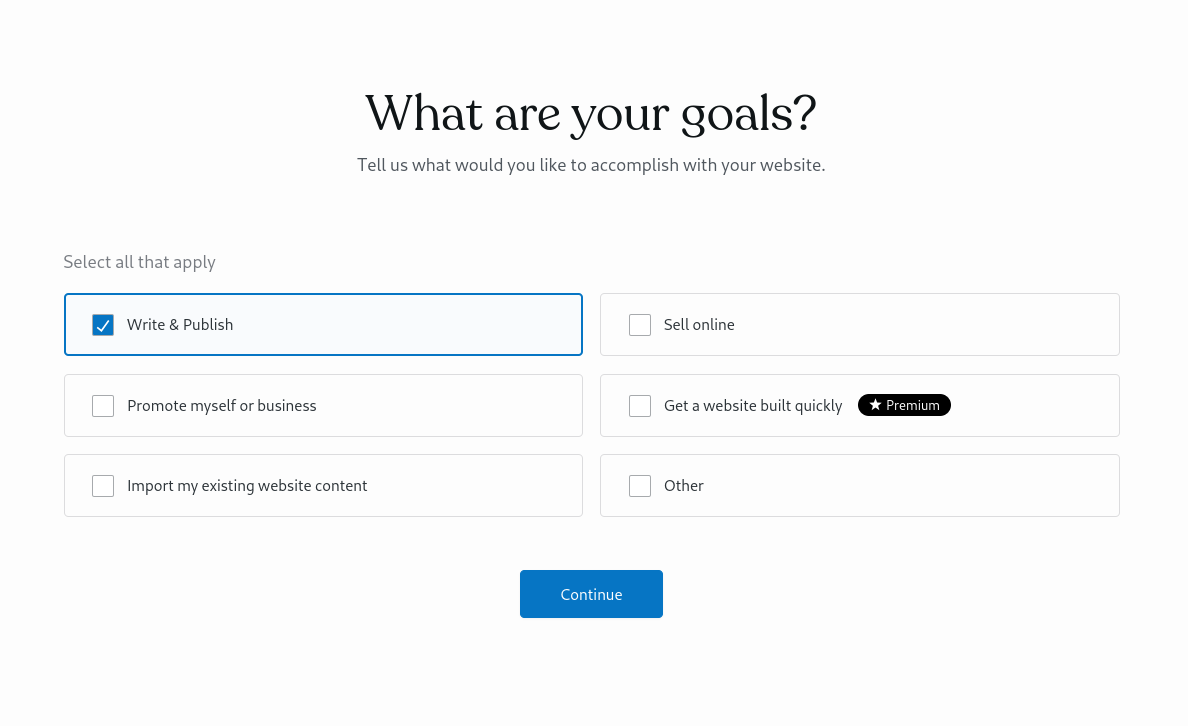 What are your goals?
Tell us what would you like to accomplish with your website.
Select all that apply
Write & Publish
Sell online
Promote myself or business
Get a website built quickly ★ Premium
Import my existing website content
Other
Continue